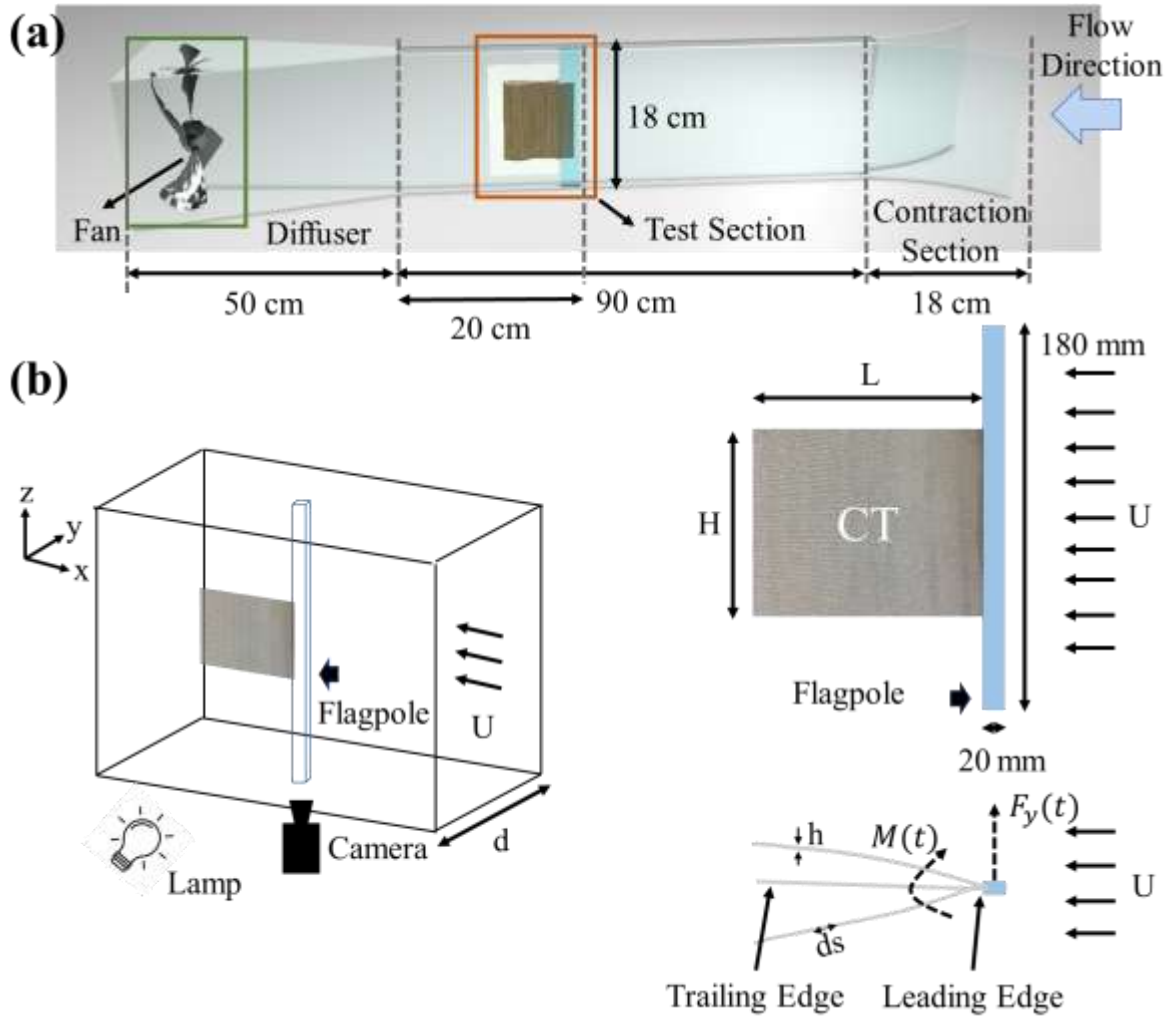 (a)
Flow
Direction
18 cm
Fan
Diffuser
Test Section
Contraction
Section
50 cm
20 cm
90 cm
18 cm
(b)
z
y
x
Flagpole
U
Camera
d
Lamp
180 mm
L
H
CT
U
Flagpole
20 mm
F_y(t)
h
M(t)
U
ds
Trailing Edge
Leading Edge